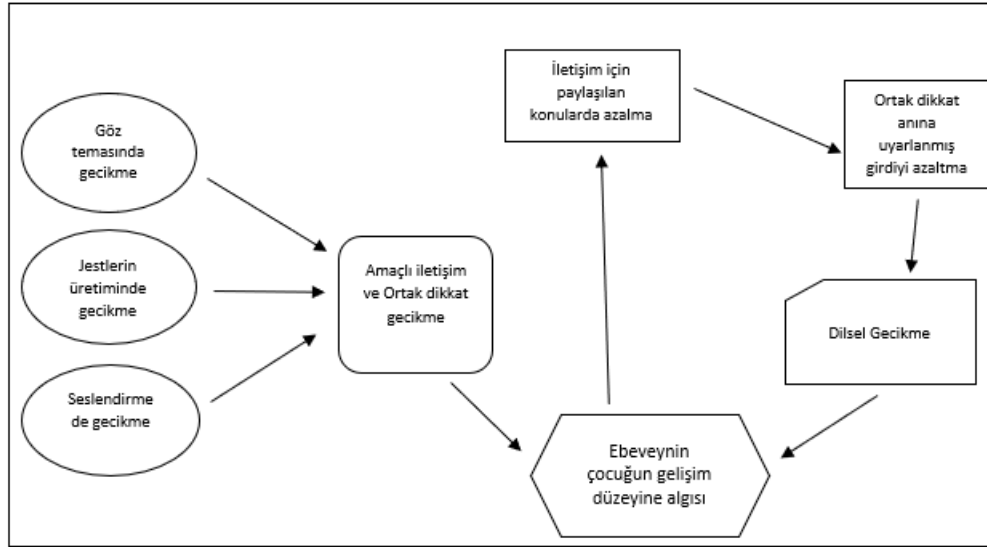 Göz
temasında
gecikme
Jestlerin
üretiminde
gecikme
Seslendirme
de gecikme
Amaçlı iletişim
ve Ortak dikkat
gecikme
İletişim için
paylaşılan
konularda azalma
Ortak dikkat
anına
uyarlanmış
girdiyi azaltma
Dilsel Gecikme
Ebeveynin
çocuğun gelişim
düzeyine algısı